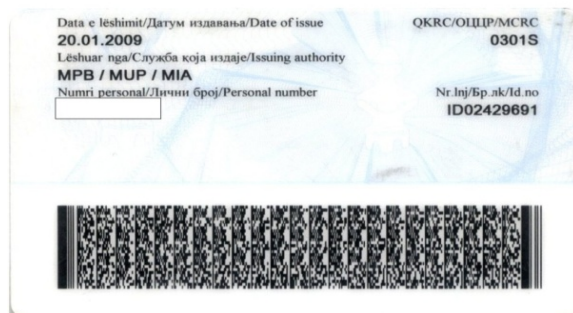 Data e lëshimit/Датум издавања/Date of issue QKRC/ОЦЦР/MCRC
20.01.2009 0301S
Lëshuar nga/Служба која издаје/Issuing authority
MPB / MUP / MIA
Numri personal/Лични број/Personal number Nr.lnj/Бр.лк/Id.no
ID02429691